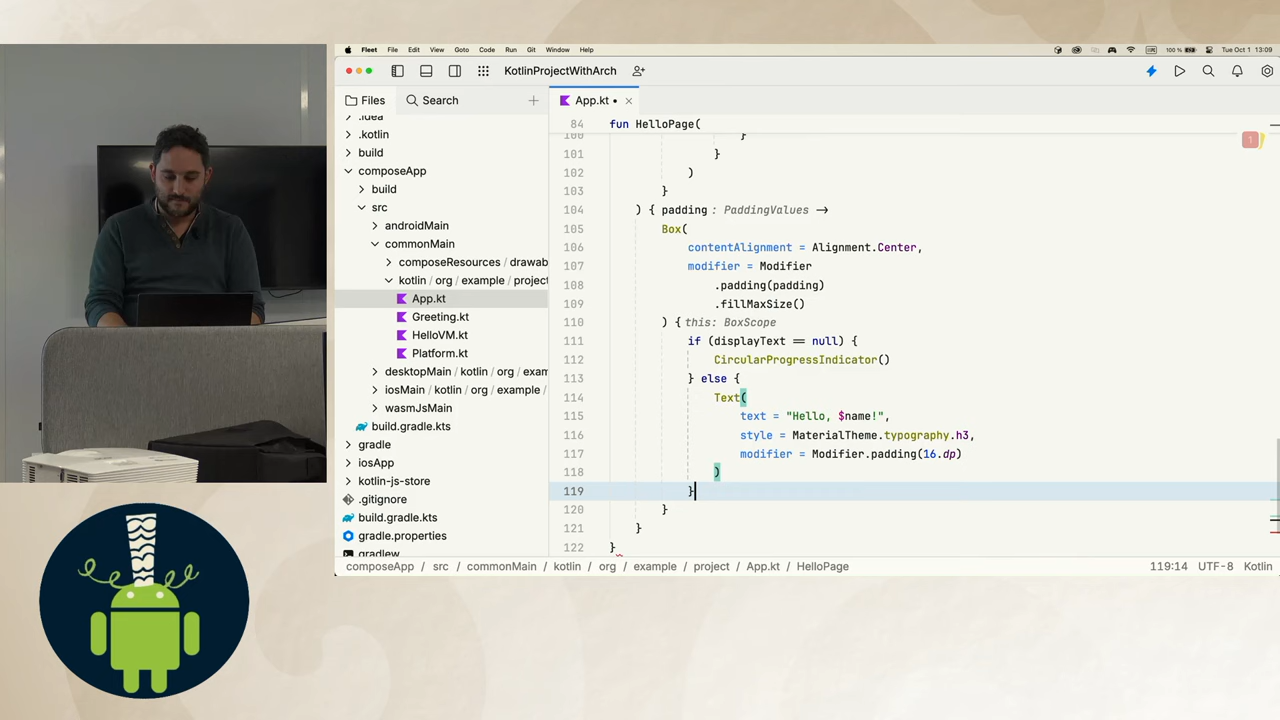 Fleet File Edit View Goto Code Run Git Window Help 100 % Tue Oct 1 13:09
KotlinProjectWithArch
Files Search
App.kt
.idea
.kotlin
build
composeApp
build
src
androidMain
commonMain
composeResources / drawab
kotlin / org / example / project
App.kt
Greeting.kt
HelloVM.kt
Platform.kt
desktopMain / kotlin / org / exam
iosMain / kotlin / org / example /
wasmJsMain
build.gradle.kts
gradle
iosApp
kotlin-js-store
.gitignore
build.gradle.kts
gradle.properties
gradlew
84 fun HelloPage(
100 }
101 }
102 )
103 }
104 ) { padding : PaddingValues ->
105 Box(
106 contentAlignment = Alignment.Center,
107 modifier = Modifier
108 .padding(padding)
109 .fillMaxSize()
110 ) { this: BoxScope
111 if (displayText == null) {
112 CircularProgressIndicator()
113 } else {
114 Text(
115 text = "Hello, $name!",
116 style = MaterialTheme.typography.h3,
117 modifier = Modifier.padding(16.dp)
118 )
119 }
120 }
121 }
122 }
1
composeApp / src / commonMain / kotlin / org / example / project / App.kt / HelloPage 119:14 UTF-8 Kotlin